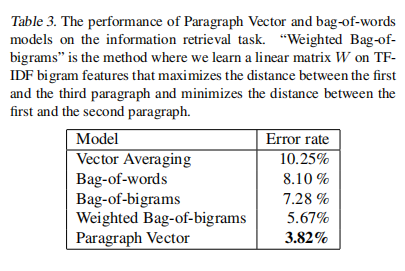 Table 3. The performance of Paragraph Vector and bag-of-words
models on the information retrieval task. “Weighted Bag-of-
bigrams” is the method where we learn a linear matrix W on TF-
IDF bigram features that maximizes the distance between the first
and the third paragraph and minimizes the distance between the
first and the second paragraph.
Model Error rate
Vector Averaging 10.25%
Bag-of-words 8.10 %
Bag-of-bigrams 7.28 %
Weighted Bag-of-bigrams 5.67%
Paragraph Vector 3.82%